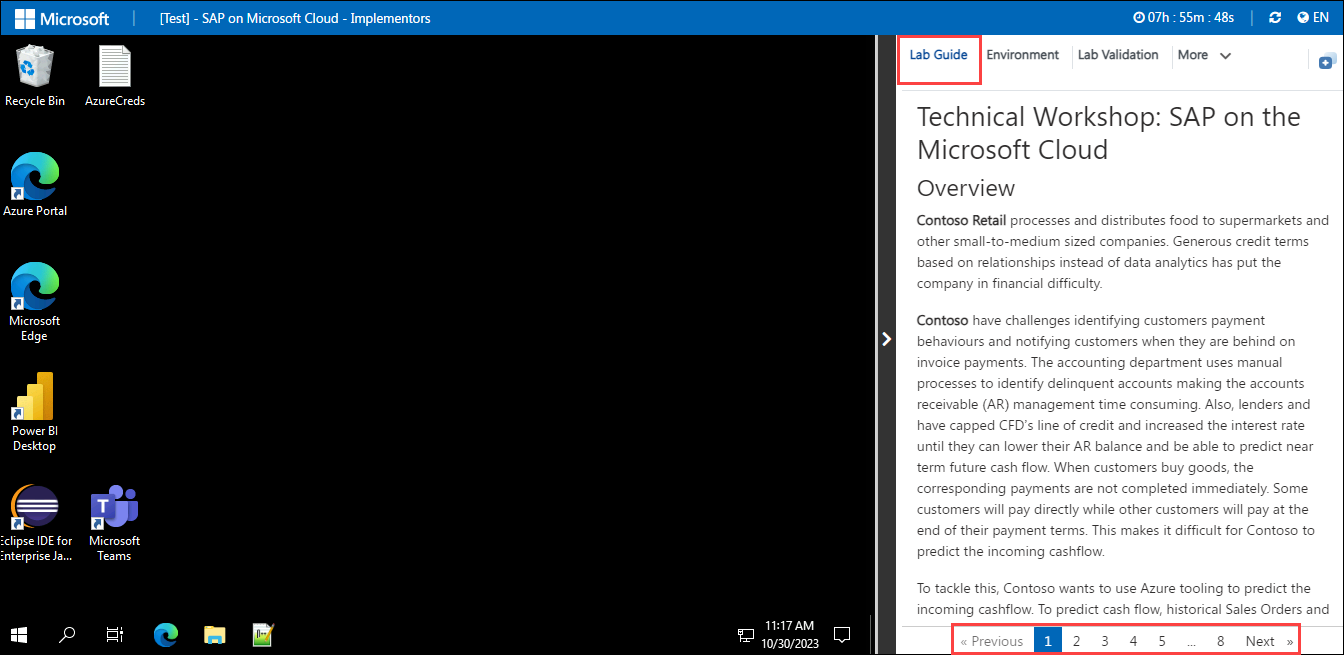 Microsoft
[Test] - SAP on Microsoft Cloud - Implementors
07h : 55m : 48s
EN
Recycle Bin
AzureCreds
Azure Portal
Microsoft
Edge
Power BI
Desktop
Eclipse IDE for
Enterprise Ja...
T
Microsoft
Teams
11:17 AM
10/30/2023
Lab Guide
Environment
Lab Validation
More
Technical Workshop: SAP on the
Microsoft Cloud
Overview
Contoso Retail processes and distributes food to supermarkets and
other small-to-medium sized companies. Generous credit terms
based on relationships instead of data analytics has put the
company in financial difficulty.
Contoso have challenges identifying customers payment
behaviours and notifying customers when they are behind on
invoice payments. The accounting department uses manual
processes to identify delinquent accounts making the accounts
receivable (AR) management time consuming. Also, lenders and
have capped CFD's line of credit and increased the interest rate
until they can lower their AR balance and be able to predict near
term future cash flow. When customers buy goods, the
corresponding payments are not completed immediately. Some
customers will pay directly while other customers will pay at the
end of their payment terms. This makes it difficult for Contoso to
predict the incoming cashflow.
To tackle this, Contoso wants to use Azure tooling to predict the
incoming cashflow. To predict cash flow, historical Sales Orders and
« Previous 1 2 3 4 5 ... 8 Next »